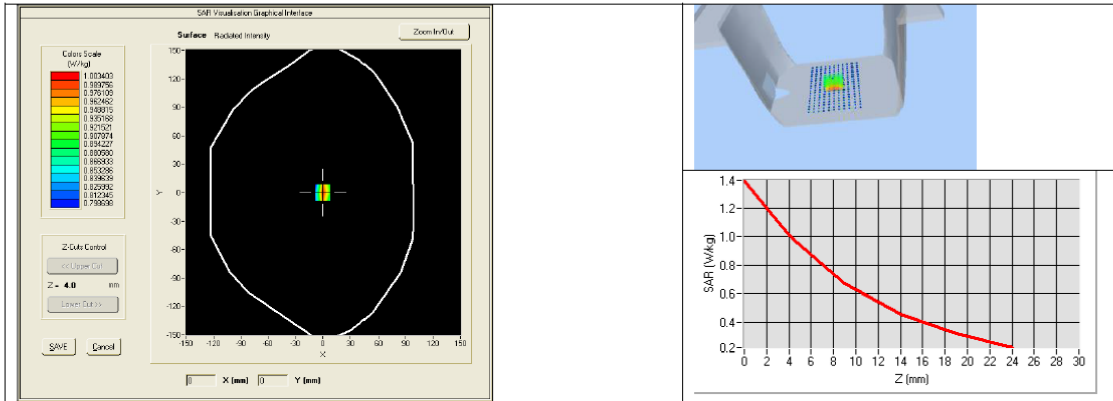 SAR Visualisation Graphical Interface
Surface Radiated Intensity
Zoom In/Out
Colors Scale
(W/kg)
1.003403
0.989756
0.976109
0.962462
0.948815
0.935168
0.921521
0.907874
0.894227
0.880580
0.866933
0.853286
0.839639
0.825992
0.812345
0.798698
Z-Cuts Control
<< Upper Cut
Z = 4.0 mm
Lower Cut >>
SAVE Cancel
150
120
90
60
30
0
-30
-60
-90
-120
-150
Y
-150 -120 -90 -60 -30 0 30 60 90 120 150
X
X (mm) 0 Y (mm)
1.4
1.2
1.0
0.8
0.6
0.4
0.2
SAR (W/kg)
0 2 4 6 8 10 12 14 16 18 20 22 24 26 28 30
Z (mm)